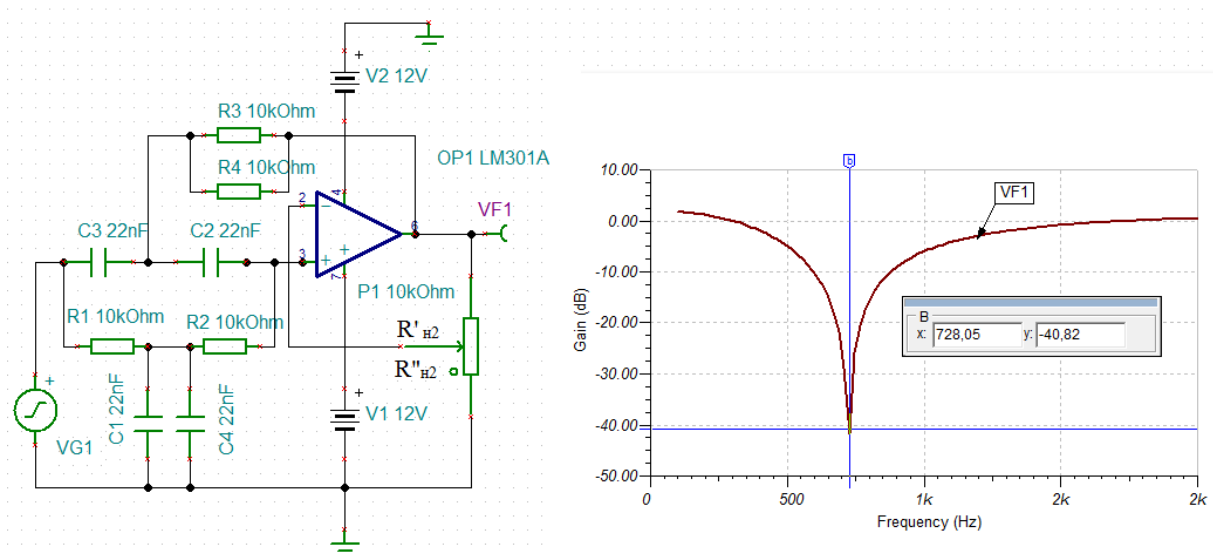 +
V2 12V
R3 10kOhm
OP1 LM301A
R4 10kOhm
2
4
VF1
C3 22nF
C2 22nF
6
3
7
P1 10kOhm
R1 10kOhm
R2 10kOhm
R'н2
R"н2
+
C1 22nF
C4 22nF
V1 12V
+
VG1
b
10.00
0.00
-10.00
-20.00
-30.00
-40.00
-50.00
Gain (dB)
VF1
B
x: 728,05 y: -40,82
0 500 1k 2k 2k
Frequency (Hz)